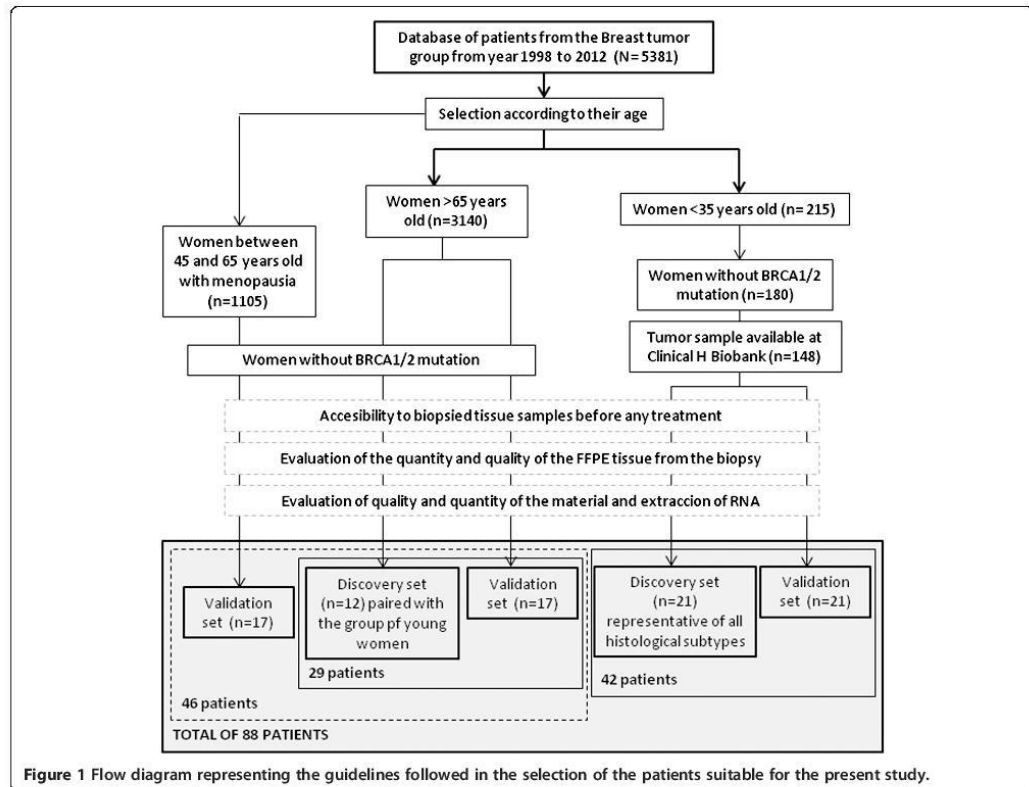 Database of patients from the Breast tumor
group from year 1998 to 2012 (N=5381)
Selection according to their age
Women >65 years
old (n=3140)
Women <35 years old (n= 215)
Women between
45 and 65 years old
with menopausia
(n=1105)
Women without BRCA1/2
mutation (n=180)
Tumor sample available at
Clinical H Biobank (n=148)
Women without BRCA1/2 mutation
Accesibility to biopsied tissue samples before any treatment
Evaluation of the quantity and quality of the FFPE tissue from the biopsy
Evaluation of quality and quantity of the material and extraccion of RNA
Validation
set (n=17)
Discovery set
(n=12) paired with
the group pf young
women
Validation
set (n=17)
Discovery set
(n=21)
representative of all
histological subtypes
Validation
set (n=21)
29 patients
42 patients
46 patients
TOTAL OF 88 PATIENTS
Figure 1 Flow diagram representing the guidelines followed in the selection of the patients suitable for the present study.